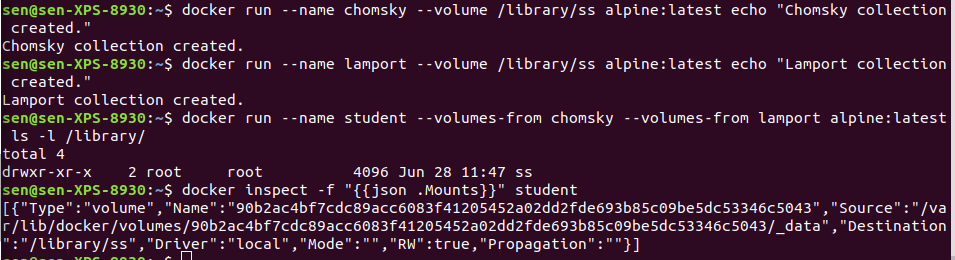 sen@sen-XPS-8930:~$ docker run --name chomsky --volume /library/ss alpine:latest echo "Chomsky collection
 created."
Chomsky collection created.
sen@sen-XPS-8930:~$ docker run --name lamport --volume /library/ss alpine:latest echo "Lamport collection
 created."
Lamport collection created.
sen@sen-XPS-8930:~$ docker run --name student --volumes-from chomsky --volumes-from lamport alpine:latest
 ls -l /library/
total 4
drwxr-xr-x    2 root     root          4096 Jun 28 11:47 ss
sen@sen-XPS-8930:~$ docker inspect -f "{{json .Mounts}}" student
[{"Type":"volume","Name":"90b2ac4bf7cdc89acc6083f41205452a02dd2fde693b85c09be5dc53346c5043","Source":"/va
r/lib/docker/volumes/90b2ac4bf7cdc89acc6083f41205452a02dd2fde693b85c09be5dc53346c5043/_data","Destination
":"/library/ss","Driver":"local","Mode":"","RW":true,"Propagation":""}]
sen@sen-XPS-8930:~$